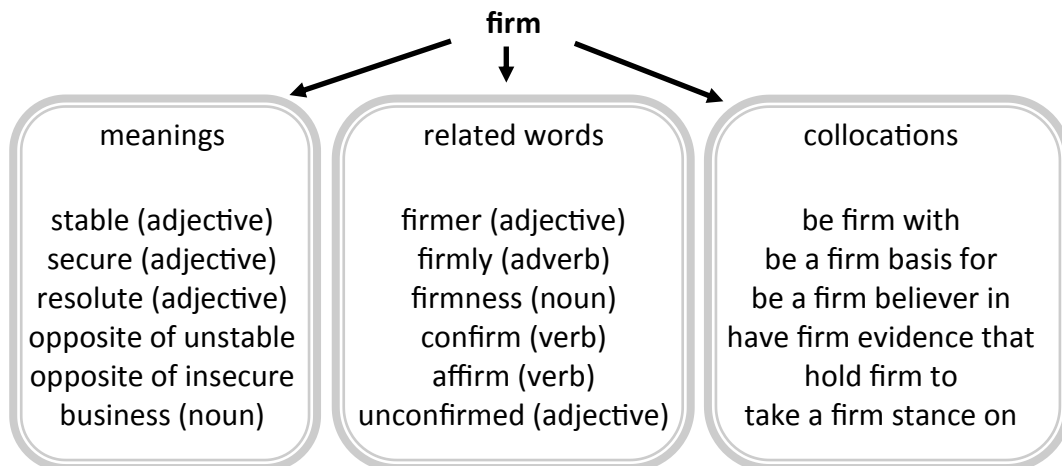 firm
meanings
stable (adjective)
secure (adjective)
resolute (adjective)
opposite of unstable
opposite of insecure
business (noun)
related words
firmer (adjective)
firmly (adverb)
firmness (noun)
confirm (verb)
affirm (verb)
unconfirmed (adjective)
collocations
be firm with
be a firm basis for
be a firm believer in
have firm evidence that
hold firm to
take a firm stance on